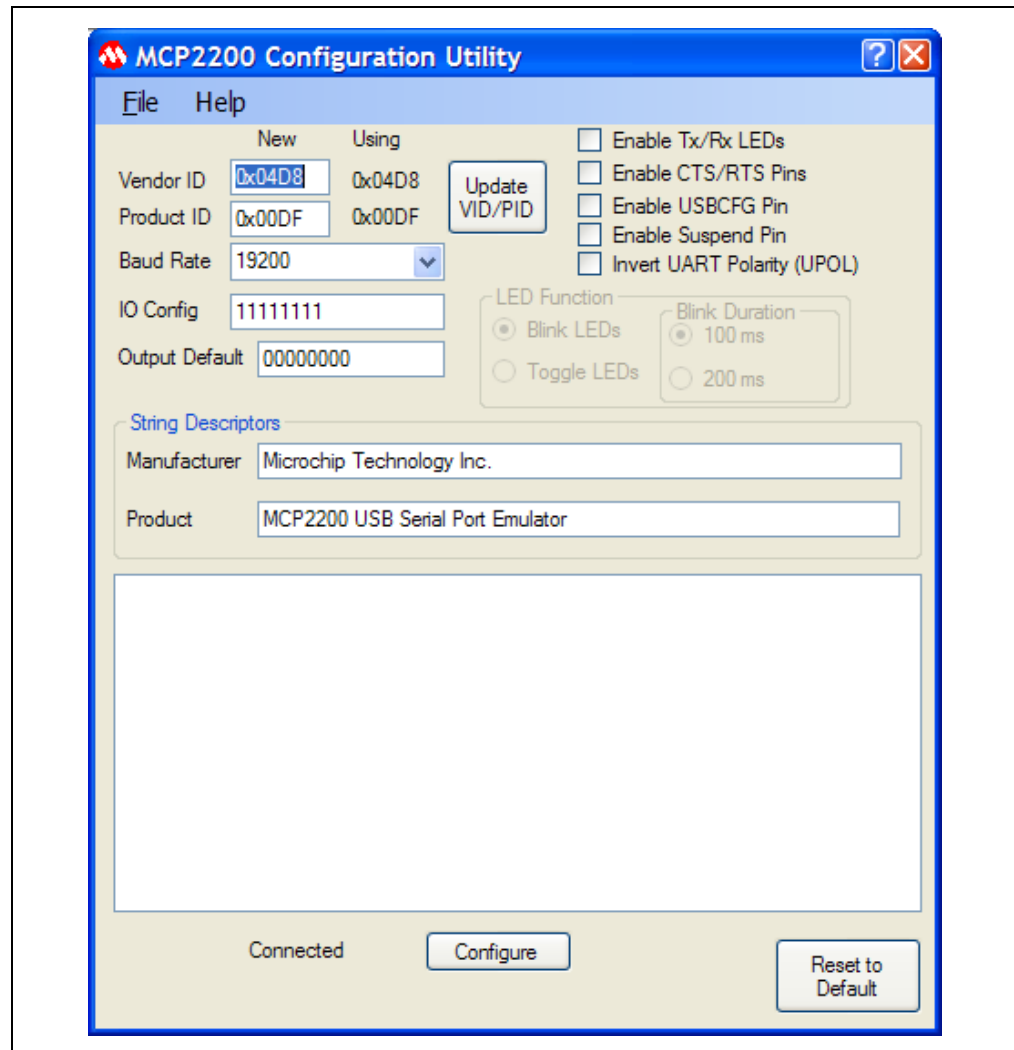 MCP2200 Configuration Utility
File Help
New Using
Vendor ID 0x04D8 0x04D8
Product ID 0x00DF 0x00DF
Update
VID/PID
Baud Rate 19200
IO Config 11111111
Output Default 00000000
Enable Tx/Rx LEDs
Enable CTS/RTS Pins
Enable USBCFG Pin
Enable Suspend Pin
Invert UART Polarity (UPOL)
LED Function
Blink LEDs
Toggle LEDs
Blink Duration
100 ms
200 ms
String Descriptors
Manufacturer Microchip Technology Inc.
Product MCP2200 USB Serial Port Emulator
Connected Configure
Reset to
Default